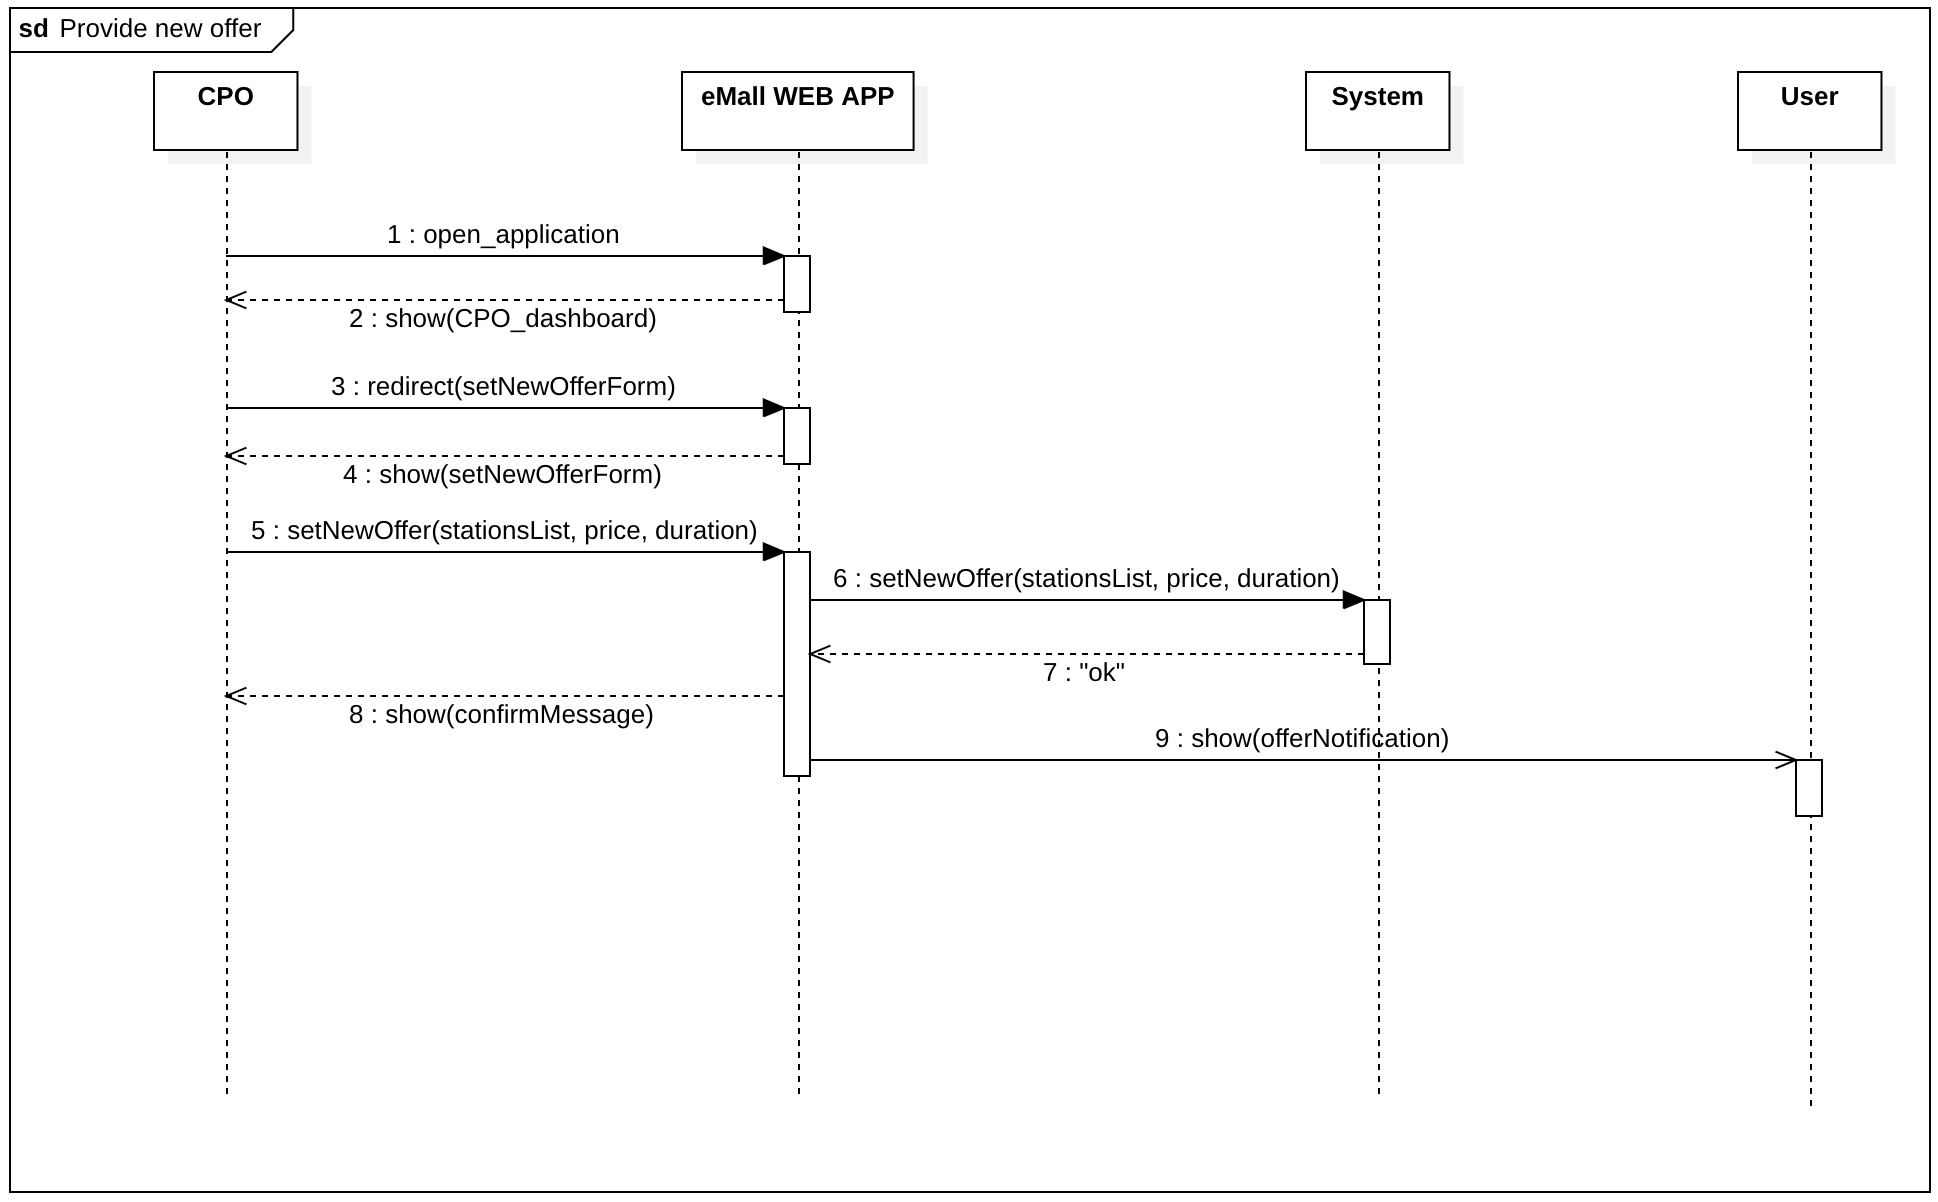 sd Provide new offer
CPO
eMall WEB APP
System
User
1 : open_application
2 : show(CPO_dashboard)
3 : redirect(setNewOfferForm)
4 : show(setNewOfferForm)
5 : setNewOffer(stationsList, price, duration)
6 : setNewOffer(stationsList, price, duration)
7 : "ok"
8 : show(confirmMessage)
9 : show(offerNotification)